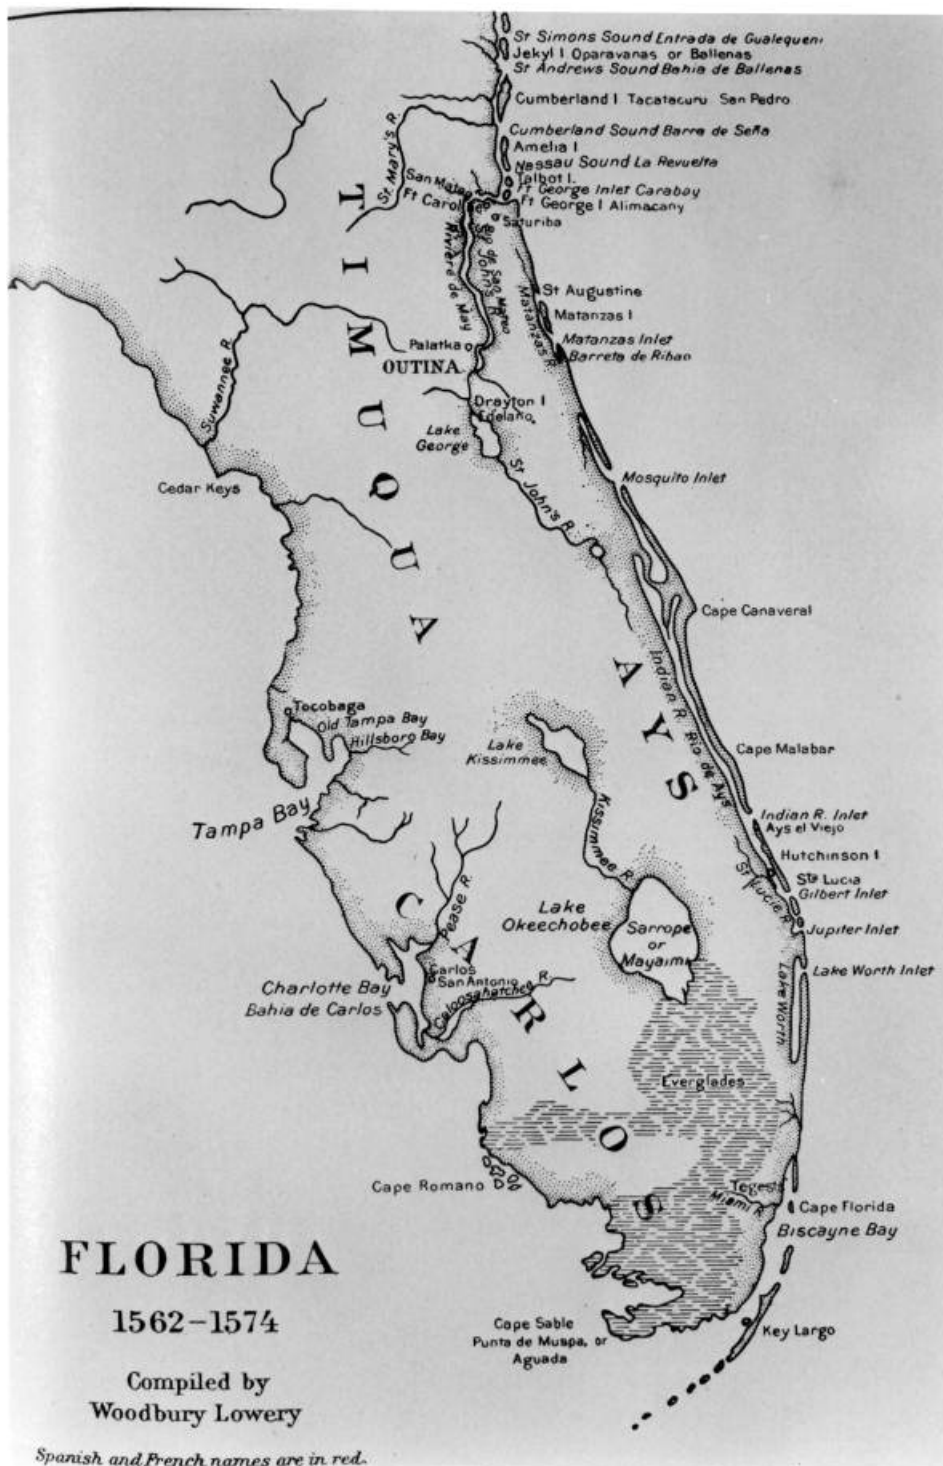 St Simons Sound Entrada de Gualequeni
Jekyl I Oparavanas or Ballenas
St Andrews Sound Bahia de Ballenas
Cumberland I Tacatacuru San Pedro
Cumberland Sound Barra de Seña
Amelia I
Nassau Sound La Revuelta
Talbot I.
Ft George Inlet Carabay
Ft George I Alimacany
St Mary's R.
San Mateo
Ft Caroline
Saturiba
Riviere de May
Rio de San Mateo
St John's R
Matanzas R
St Augustine
Matanzas I
Matanzas Inlet
Barreta de Ribao
TIMUQUA
Suwannee R
Palatka
OUTINA
Drayton I
Edelano
Lake
George
St John's R.
Mosquito Inlet
Cedar Keys
Cape Canaveral
AYS
Indian R. Rio de Ays
Tocobaga
Old Tampa Bay
Hillsboro Bay
Lake
Kissimmee
Cape Malabar
Tampa Bay
Kissimmee R.
Indian R. Inlet
Ays el Viejo
Hutchinson I
Sta Lucia
Gilbert Inlet
St Lucie R
Jupiter Inlet
CARLOS
Pease R.
Lake
Okeechobee
Sarrope
or
Mayaimi
Lake Worth Inlet
Lake Worth
Carlos
San Antonio
Caloosahatchee R.
Charlotte Bay
Bahia de Carlos
Everglades
Cape Romano
Tegesta
Miami R
Cape Florida
Biscayne Bay
Cape Sable
Punta de Muspa, or
Aguada
Key Largo
FLORIDA
1562–1574
Compiled by
Woodbury Lowery
Spanish and French names are in red.